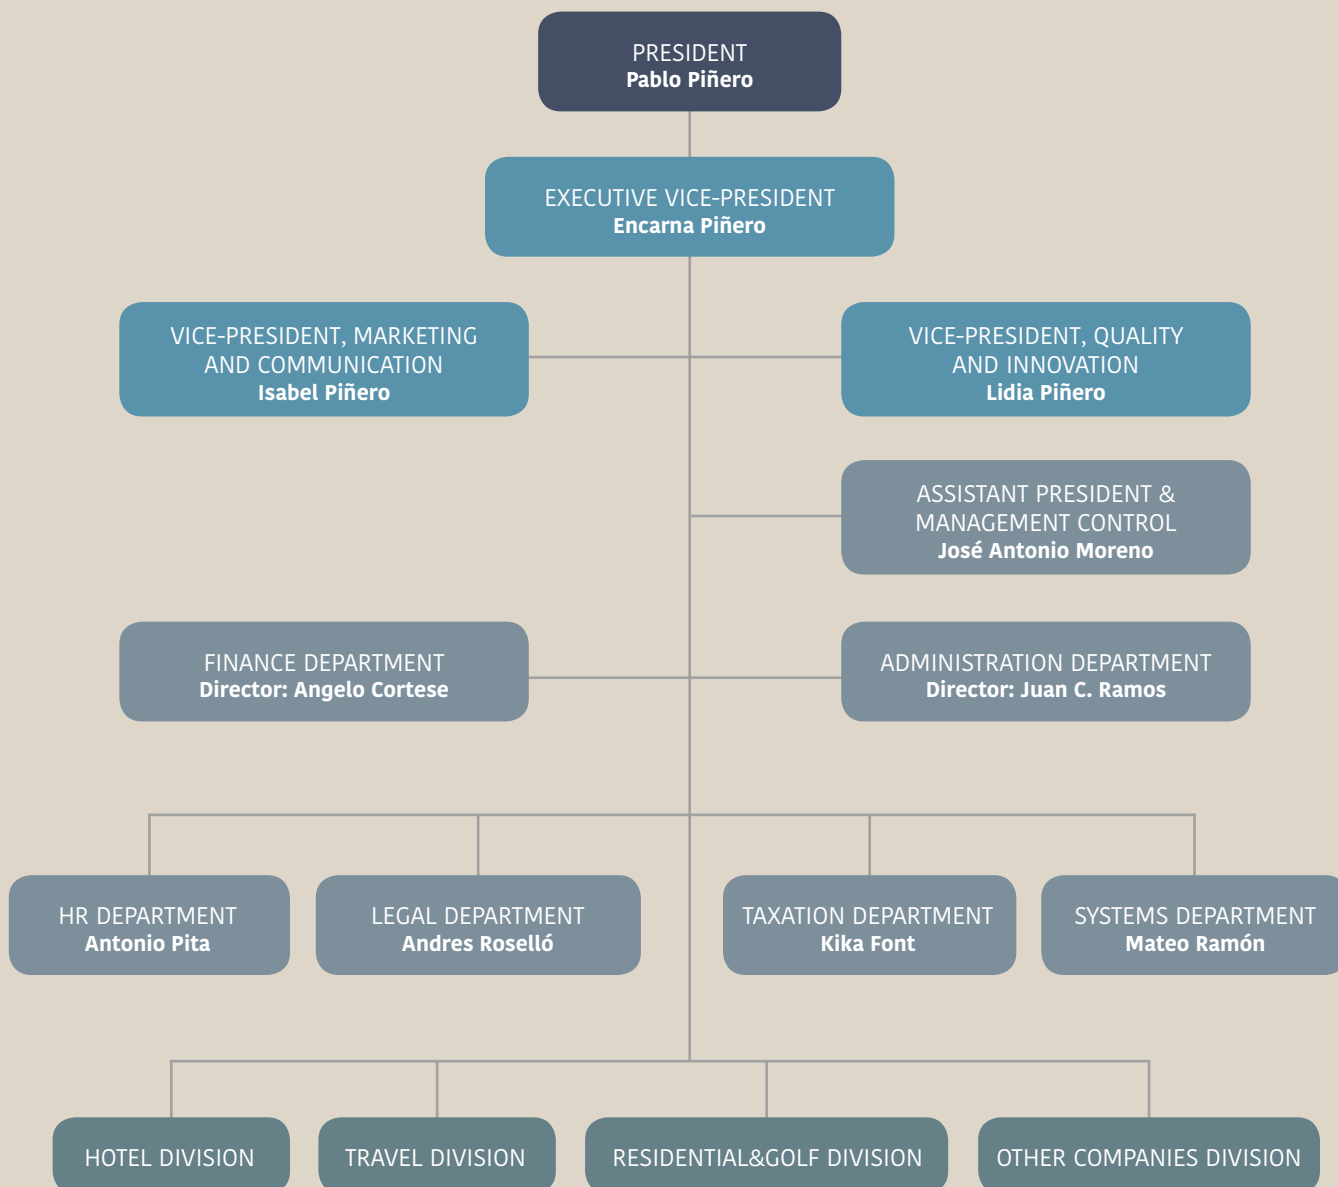 PRESIDENT
Pablo Piñero
EXECUTIVE VICE-PRESIDENT
Encarna Piñero
VICE-PRESIDENT, MARKETING
AND COMMUNICATION
Isabel Piñero
VICE-PRESIDENT, QUALITY
AND INNOVATION
Lidia Piñero
ASSISTANT PRESIDENT &
MANAGEMENT CONTROL
José Antonio Moreno
FINANCE DEPARTMENT
Director: Angelo Cortese
ADMINISTRATION DEPARTMENT
Director: Juan C. Ramos
HR DEPARTMENT
Antonio Pita
LEGAL DEPARTMENT
Andres Roselló
TAXATION DEPARTMENT
Kika Font
SYSTEMS DEPARTMENT
Mateo Ramón
HOTEL DIVISION
TRAVEL DIVISION
RESIDENTIAL&GOLF DIVISION
OTHER COMPANIES DIVISION